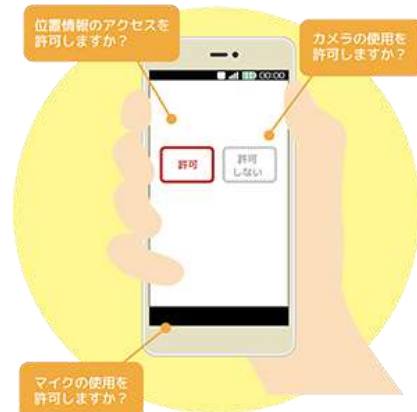 位置情報のアクセスを
許可しますか？
カメラの使用を
許可しますか？
00:00
許可
許可
しない
マイクの使用を
許可しますか？